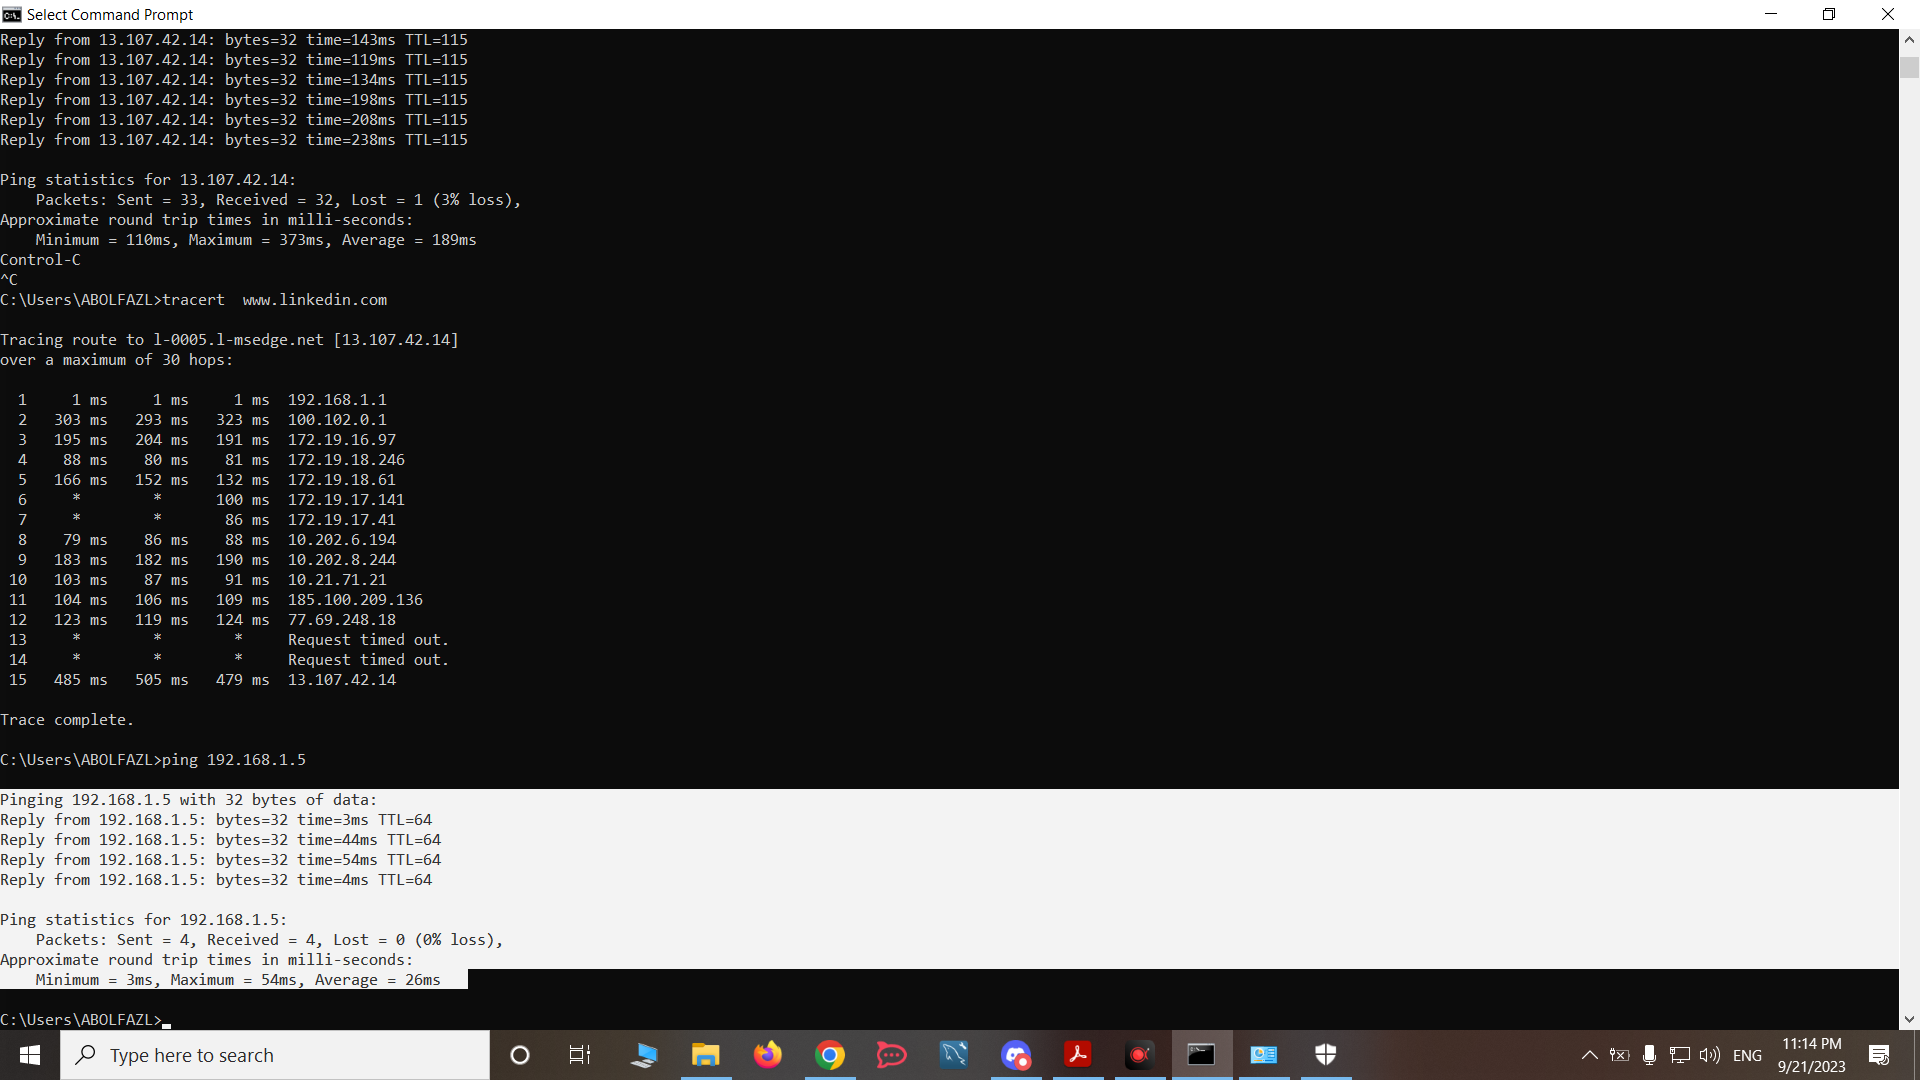 Select Command Prompt
Reply from 13.107.42.14: bytes=32 time=143ms TTL=115
Reply from 13.107.42.14: bytes=32 time=119ms TTL=115
Reply from 13.107.42.14: bytes=32 time=134ms TTL=115
Reply from 13.107.42.14: bytes=32 time=198ms TTL=115
Reply from 13.107.42.14: bytes=32 time=208ms TTL=115
Reply from 13.107.42.14: bytes=32 time=238ms TTL=115
Ping statistics for 13.107.42.14:
    Packets: Sent = 33, Received = 32, Lost = 1 (3% loss),
Approximate round trip times in milli-seconds:
    Minimum = 110ms, Maximum = 373ms, Average = 189ms
Control-C
^C
C:\Users\ABOLFAZL>tracert  www.linkedin.com
Tracing route to l-0005.l-msedge.net [13.107.42.14]
over a maximum of 30 hops:
  1     1 ms     1 ms     1 ms  192.168.1.1
  2   303 ms   293 ms   323 ms  100.102.0.1
  3   195 ms   204 ms   191 ms  172.19.16.97
  4    88 ms    80 ms    81 ms  172.19.18.246
  5   166 ms   152 ms   132 ms  172.19.18.61
  6     *        *      100 ms  172.19.17.141
  7     *        *       86 ms  172.19.17.41
  8    79 ms    86 ms    88 ms  10.202.6.194
  9   183 ms   182 ms   190 ms  10.202.8.244
 10   103 ms    87 ms    91 ms  10.21.71.21
 11   104 ms   106 ms   109 ms  185.100.209.136
 12   123 ms   119 ms   124 ms  77.69.248.18
 13     *        *        *     Request timed out.
 14     *        *        *     Request timed out.
 15   485 ms   505 ms   479 ms  13.107.42.14
Trace complete.
C:\Users\ABOLFAZL>ping 192.168.1.5
Pinging 192.168.1.5 with 32 bytes of data:
Reply from 192.168.1.5: bytes=32 time=3ms TTL=64
Reply from 192.168.1.5: bytes=32 time=44ms TTL=64
Reply from 192.168.1.5: bytes=32 time=54ms TTL=64
Reply from 192.168.1.5: bytes=32 time=4ms TTL=64
Ping statistics for 192.168.1.5:
    Packets: Sent = 4, Received = 4, Lost = 0 (0% loss),
Approximate round trip times in milli-seconds:
    Minimum = 3ms, Maximum = 54ms, Average = 26ms
C:\Users\ABOLFAZL>
Type here to search
ENG
11:14 PM
9/21/2023